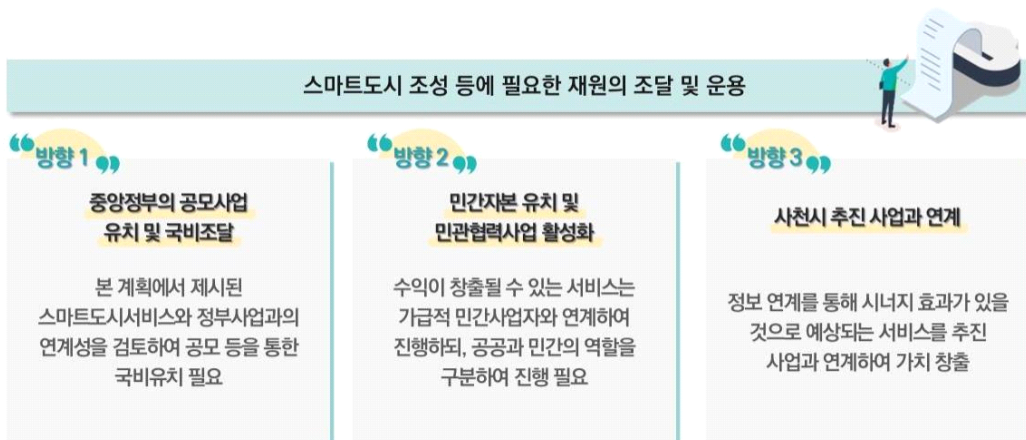 스마트도시 조성 등에 필요한 재원의 조달 및 운용
방향 1
중앙정부의 공모사업
유치 및 국비조달
본 계획에서 제시된
스마트도시서비스와 정부사업과의
연계성을 검토하여 공모 등을 통한
국비유치 필요
방향 2
민간자본 유치 및
민관협력사업 활성화
수익이 창출될 수 있는 서비스는
가급적 민간사업자와 연계하여
진행하되, 공공과 민간의 역할을
구분하여 진행 필요
방향 3
사천시 추진 사업과 연계
정보 연계를 통해 시너지 효과가 있을
것으로 예상되는 서비스를 추진
사업과 연계하여 가치 창출